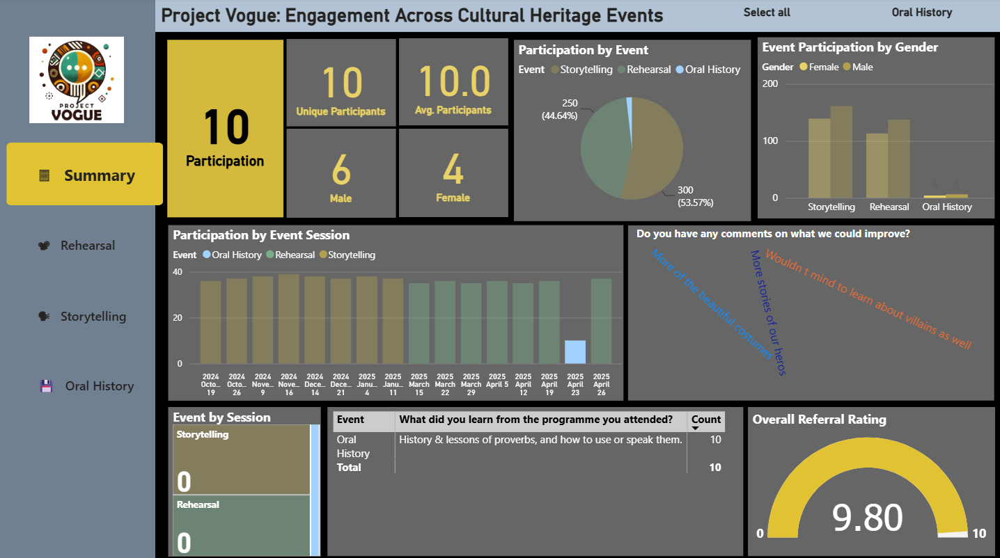 Project Vogue: Engagement Across Cultural Heritage Events
Select all
Oral History
PROJECT
VOGUE
Summary
Rehearsal
Storytelling
Oral History
10
Participation
10
Unique Participants
10.0
Avg. Participants
6
Male
4
Female
Participation by Event
Event Storytelling Rehearsal Oral History
250
(44.64%)
300
(53.57%)
Event Participation by Gender
Gender Female Male
200
100
0
4 6
Storytelling Rehearsal Oral History
Participation by Event Session
Event Oral History Rehearsal Storytelling
40
20
0
2024 2024 2024 2024 2024 2024 2025 2025 2025 2025 2025 2025 2025 2025 2025 2025
Octo... Octo... Nove... Nove... Dece... Dece... Janu... Janu... March March March April 5 April April April April
19 26 9 16 14 21 4 11 15 22 29 12 19 23 26
Do you have any comments on what we could improve?
More of the beautiful costumes
More stories of our heros
Wouldn t mind to learn about villains as well
Event by Session
Storytelling
0
Rehearsal
0
Event What did you learn from the programme you attended? Count
Oral History & lessons of proverbs, and how to use or speak them. 10
History
Total 10
Overall Referral Rating
9.80
0 10